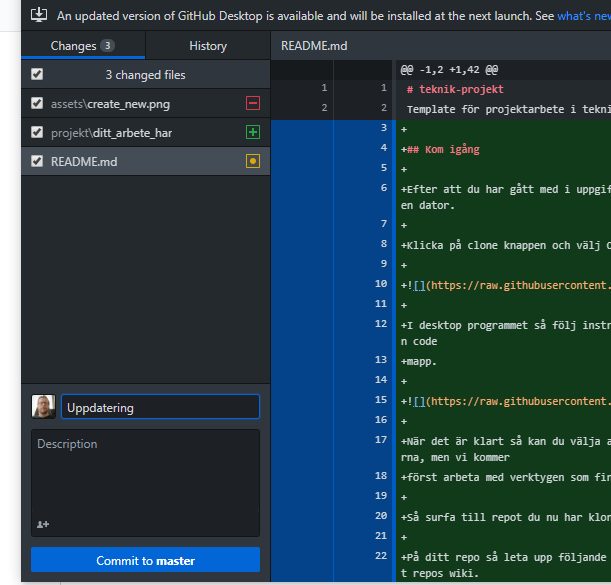 An updated version of GitHub Desktop is available and will be installed at the next launch. See what's new
Changes 3 History README.md
3 changed files
assets\create_new.png
projekt\ditt_arbete_har
README.md
Uppdatering
Description
Commit to master
@@ -1,2 +1,42 @@
1 1 # teknik-projekt
2 2 Template för projektarbete i tekni
3 +
4 +## Kom igång
5 +
6 +Efter att du har gått med i uppgif
en dator.
7 +
8 +Klicka på clone knappen och välj O
9 +
10 +![](https://raw.githubusercontent.
11 +
12 +I desktop programmet så följ instr
n code
13 +mapp.
14 +
15 +![](https://raw.githubusercontent.
16 +
17 +När det är klart så kan du välja a
rna, men vi kommer
18 +först arbeta med verktygen som fin
19 +
20 +Så surfa till repot du nu har klon
21 +
22 +På ditt repo så leta upp följande
t repos wiki.